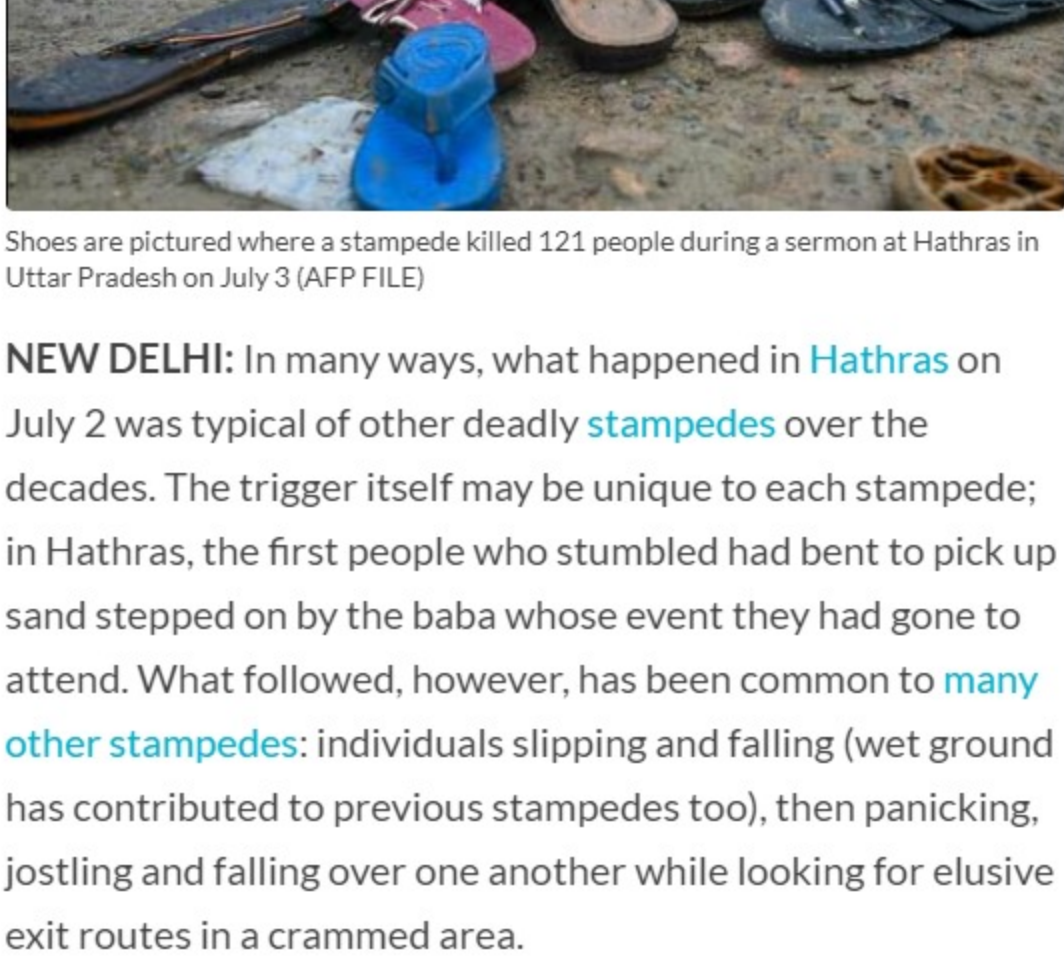 Shoes are pictured where a stampede killed 121 people during a sermon at Hathras in
Uttar Pradesh on July 3 (AFP FILE)
NEW DELHI: In many ways, what happened in Hathras on
July 2 was typical of other deadly stampedes over the
decades. The trigger itself may be unique to each stampede;
in Hathras, the first people who stumbled had bent to pick up
sand stepped on by the baba whose event they had gone to
attend. What followed, however, has been common to many
other stampedes: individuals slipping and falling (wet ground
has contributed to previous stampedes too), then panicking,
jostling and falling over one another while looking for elusive
exit routes in a crammed area.